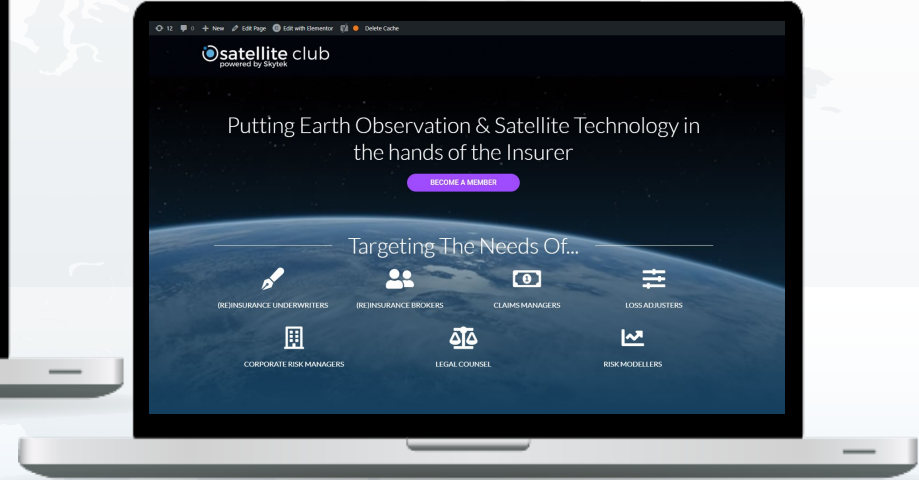 12 0 + New Edit Page Edit with Elementor Delete Cache
satellite club
powered by Skytek
Putting Earth Observation & Satellite Technology in
the hands of the Insurer
BECOME A MEMBER
Targeting The Needs Of...
(RE)INSURANCE UNDERWRITERS (RE)INSURANCE BROKERS CLAIMS MANAGERS LOSS ADJUSTERS
CORPORATE RISK MANAGERS LEGAL COUNSEL RISK MODELLERS